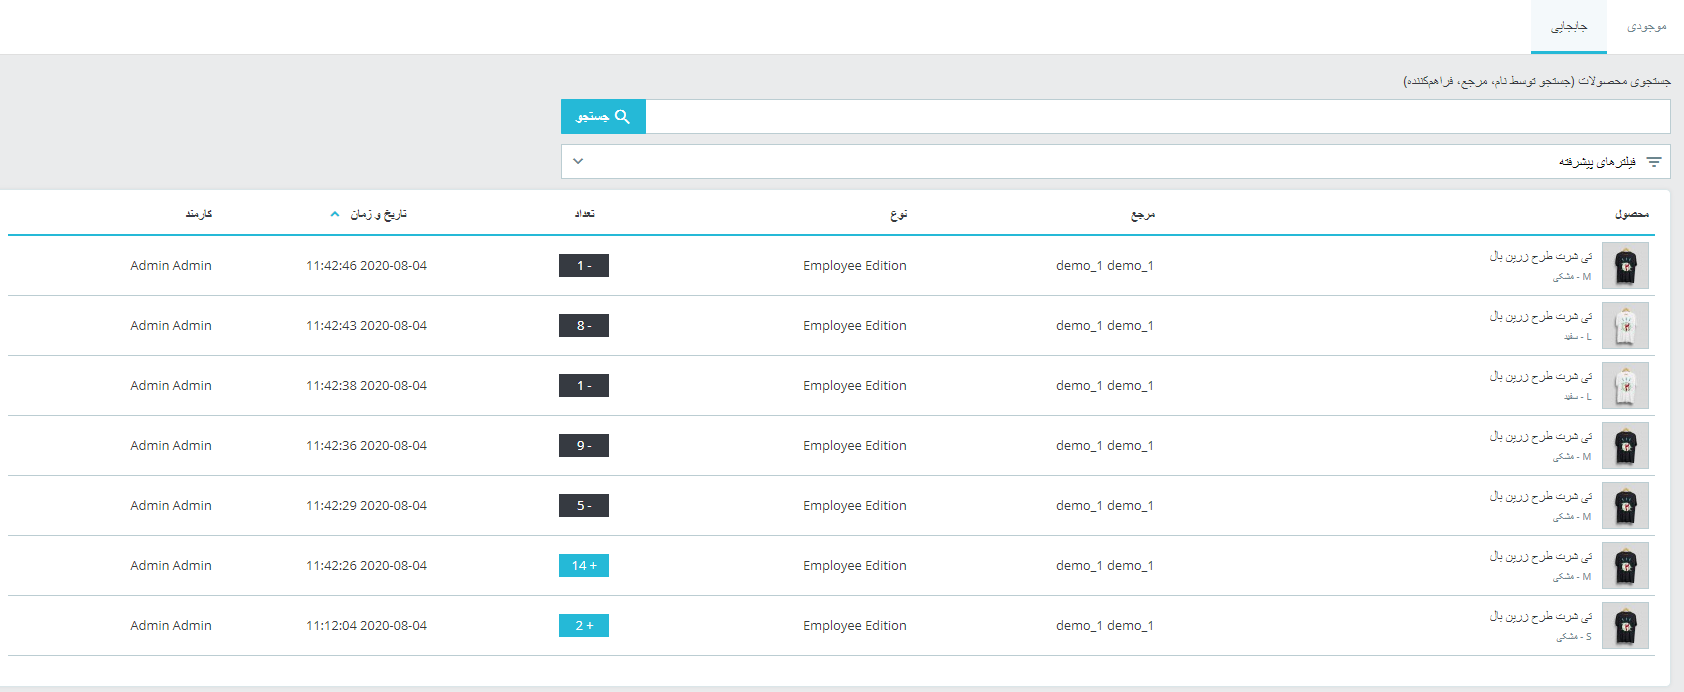 موجودی جابجایی
جستجوی محصولات (جستجو توسط نام، مرجع، فراهم‌کننده)
جستجو
فیلترهای پیشرفته
محصول مرجع نوع تعداد تاریخ و زمان کارمند
تی شرت طرح زرین بال demo_1 demo_1 Employee Edition 1 - 11:42:46 2020-08-04 Admin Admin
M - مشکی
تی شرت طرح زرین بال demo_1 demo_1 Employee Edition 8 - 11:42:43 2020-08-04 Admin Admin
L - سفید
تی شرت طرح زرین بال demo_1 demo_1 Employee Edition 1 - 11:42:38 2020-08-04 Admin Admin
L - سفید
تی شرت طرح زرین بال demo_1 demo_1 Employee Edition 9 - 11:42:36 2020-08-04 Admin Admin
M - مشکی
تی شرت طرح زرین بال demo_1 demo_1 Employee Edition 5 - 11:42:29 2020-08-04 Admin Admin
M - مشکی
تی شرت طرح زرین بال demo_1 demo_1 Employee Edition 14 + 11:42:26 2020-08-04 Admin Admin
M - مشکی
تی شرت طرح زرین بال demo_1 demo_1 Employee Edition 2 + 11:12:04 2020-08-04 Admin Admin
S - مشکی